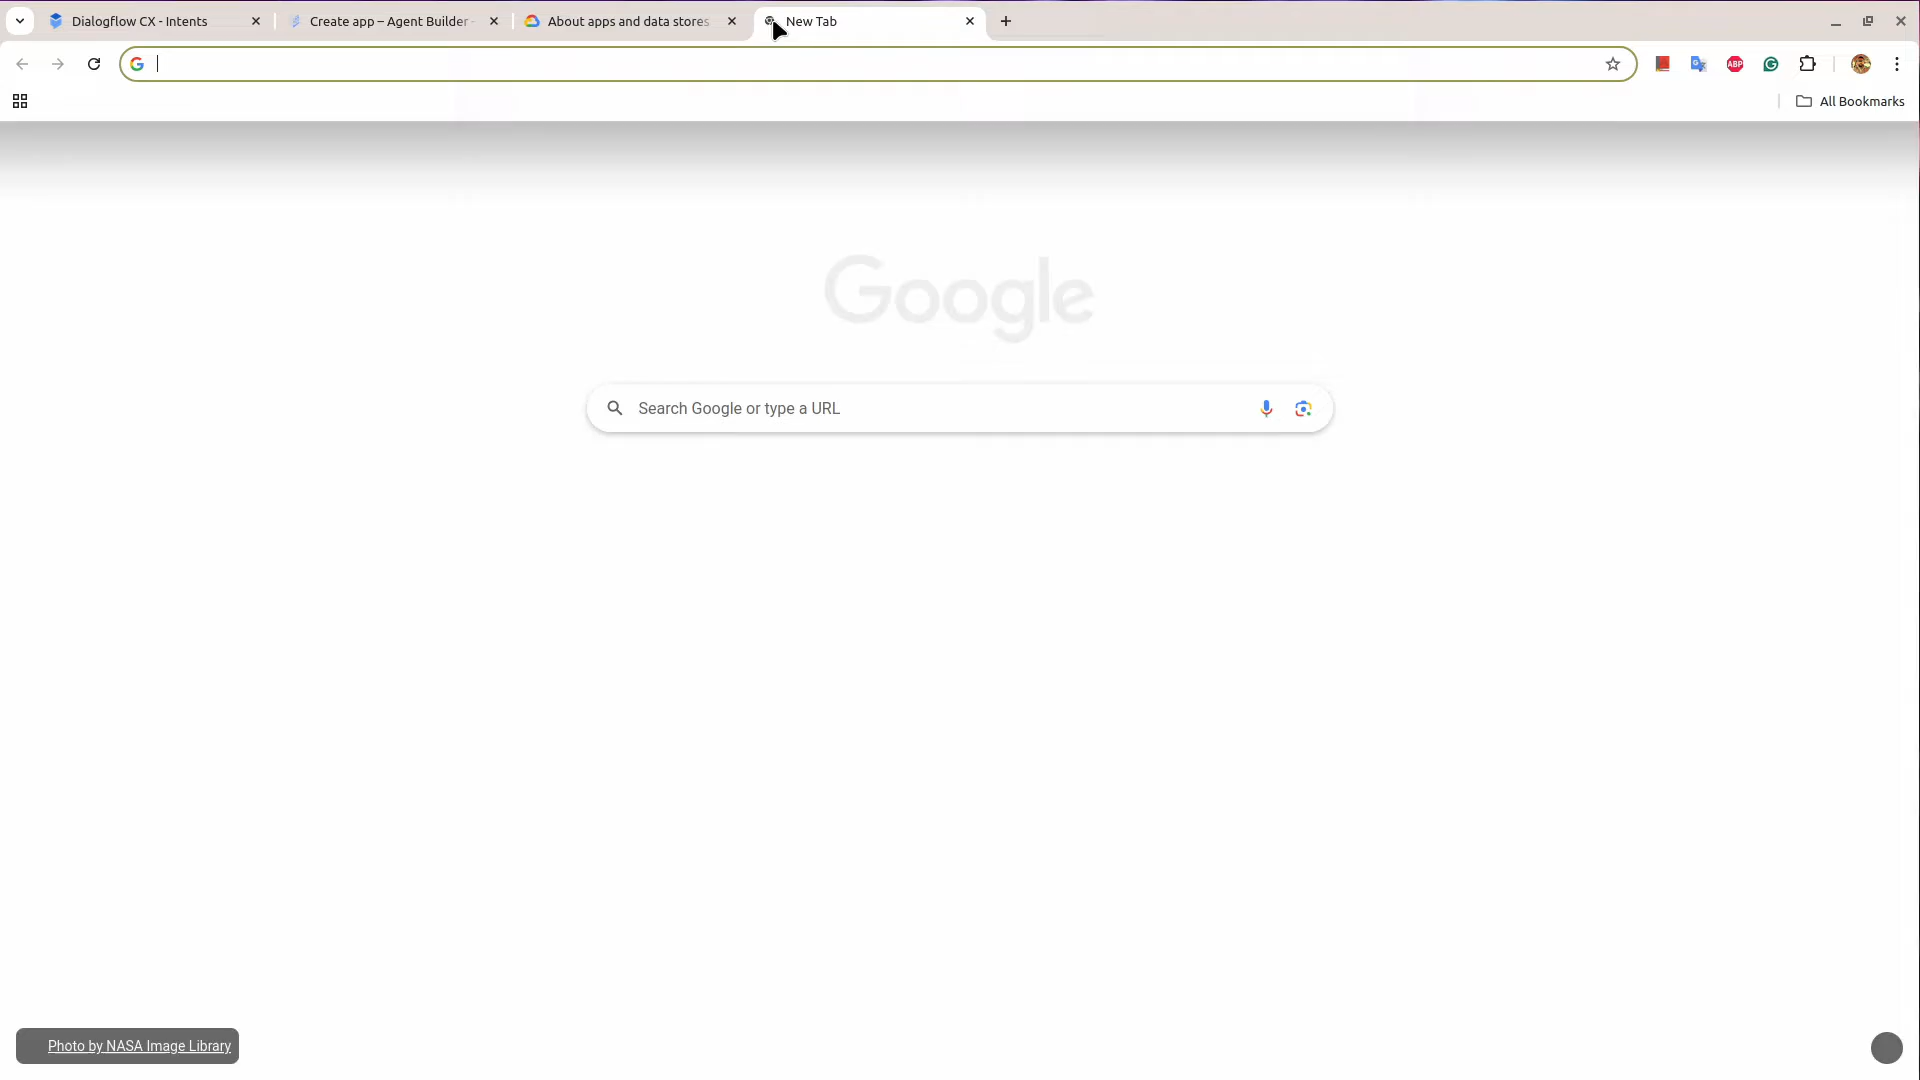 Dialogflow CX - Intents
Create app – Agent Builder -
About apps and data stores
New Tab
All Bookmarks
Google
Search Google or type a URL
Photo by NASA Image Library